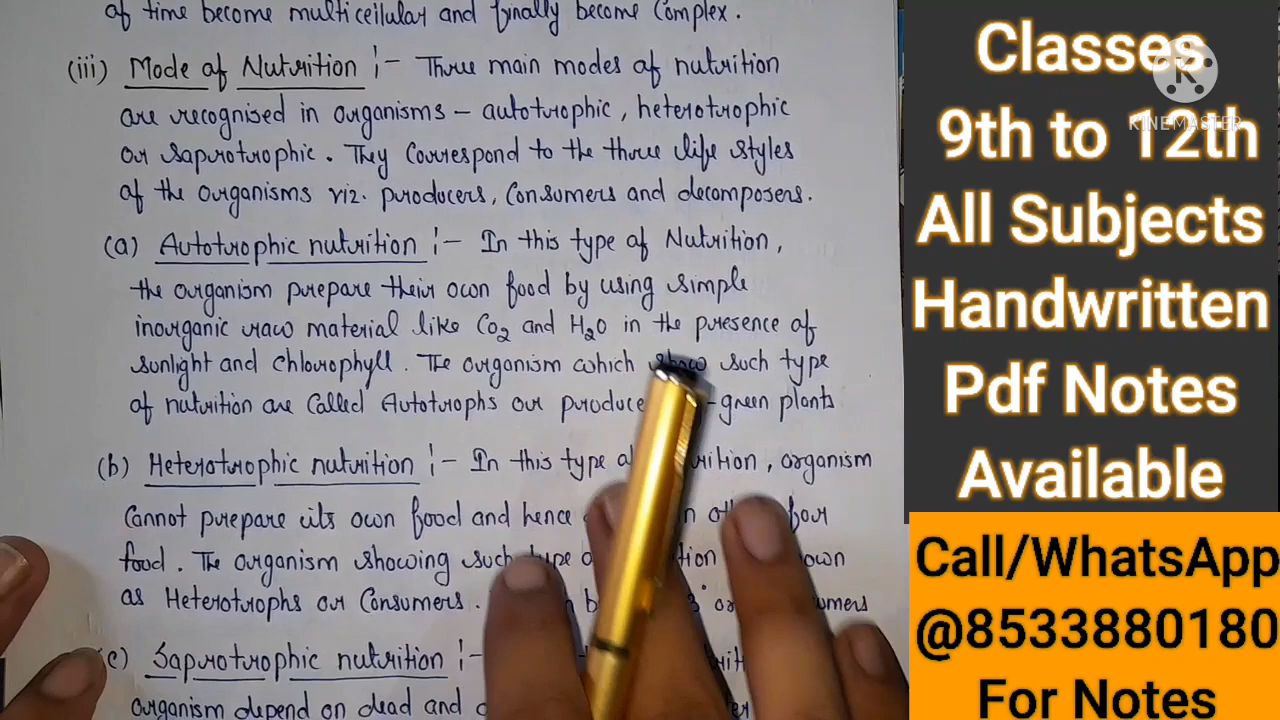 of time become multicellular and finally become Complex.
(iii) Mode of Nutrition :- Three main modes of nutrition
are recognised in organisms - autotrophic, heterotrophic
or saprotrophic. They Correspond to the three life styles
of the organisms viz. producers, Consumers and decomposers.
(a) Autotrophic nutrition :- In this type of Nutrition,
the organism prepare their own food by using simple
inorganic raw material like Co2 and H2O in the presence of
sunlight and chlorophyll. The organism which show such type
of nutrition are Called Autotrophs or - green plants
(b) Heterotrophic nutrition :- In this type organism
Cannot prepare its own food and hence for
food. The organism showing such type
as Heterotrophs or Consumers.
(c) Saprotrophic nutrition :-
organism depend on dead and
Classes
9th to 12th
All Subjects
Handwritten
Pdf Notes
Available
K
KINEMASTER
Call/WhatsApp
@8533880180
For Notes